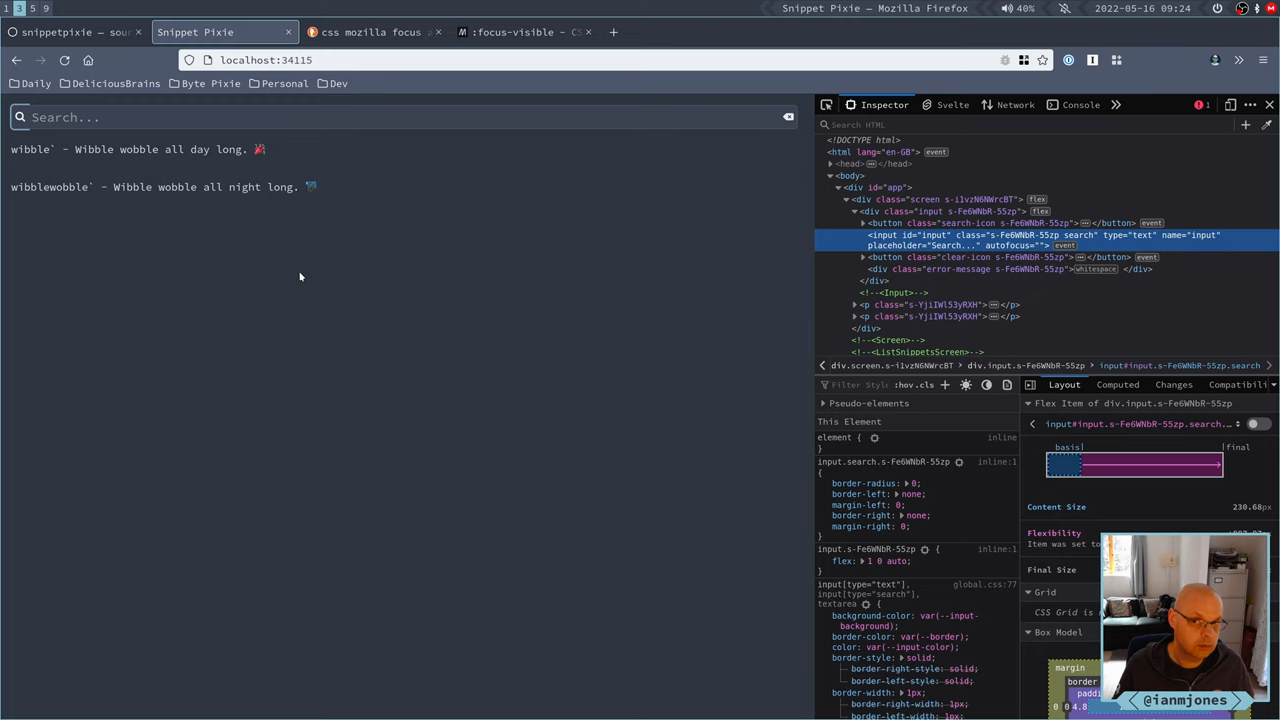 1 3 5 9
Snippet Pixie — Mozilla Firefox
40%
2022-05-16 09:24
snippetpixie — sou
Snippet Pixie
css mozilla focus a
:focus-visible - CS
localhost:34115
Daily DeliciousBrains Byte Pixie Personal Dev
Search...
wibble` - Wibble wobble all day long. 🎉
wibblewobble` - Wibble wobble all night long.
Inspector Svelte Network Console 1
Search HTML
<!DOCTYPE html>
<html lang="en-GB"> event
<head> </head>
<body>
<div id="app">
<div class="screen s-i1vzN6NWrcBT"> flex
<div class="input s-Fe6WNbR-55zp"> flex
<button class="search-icon s-Fe6WNbR-55zp"> </button> event
<input id="input" class="s-Fe6WNbR-55zp search" type="text" name="input"
placeholder="Search..." autofocus=""> event
<button class="clear-icon s-Fe6WNbR-55zp"> </button> event
<div class="error-message s-Fe6WNbR-55zp"> whitespace </div>
</div>
<!--<Input>-->
<p class="s-YjiIWl53yRXH"> </p>
<p class="s-YjiIWl53yRXH"> </p>
</div>
<!--<Screen>-->
<!--<ListSnippetsScreen>-->
div.screen.s-i1vzN6NWrcBT div.input.s-Fe6WNbR-55zp input#input.s-Fe6WNbR-55zp.search
Filter Style :hov .cls
Layout Computed Changes Compatibili
Pseudo-elements
This Element
element { inline
}
input.search.s-Fe6WNbR-55zp inline:1
{
border-radius: 0;
border-left: none;
margin-left: 0;
border-right: none;
margin-right: 0;
}
input.s-Fe6WNbR-55zp { inline:1
flex: 1 0 auto;
}
input[type="text"], global.css:77
input[type="search"],
textarea {
background-color: var(--input-
background);
border-color: var(--border);
color: var(--input-color);
border-style: solid;
border-right-style: solid;
border-left-style: solid;
border-width: 1px;
border-right-width: 1px;
border-left-width: 1px;
Flex Item of div.input.s-Fe6WNbR-55zp
input#input.s-Fe6WNbR-55zp.search...
basis final
Content Size 230.68px
Flexibility
Item was set to
Final Size
Grid
CSS Grid is
Box Model
margin
border
paddi
0 0 4.8
@ianmjones